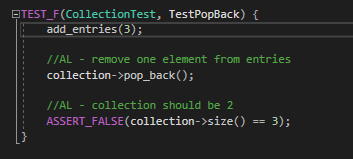 TEST_F(CollectionTest, TestPopBack) {
add_entries(3);
//AL - remove one element from entries
collection->pop_back();
//AL - collection should be 2
ASSERT_FALSE(collection->size() == 3);
}